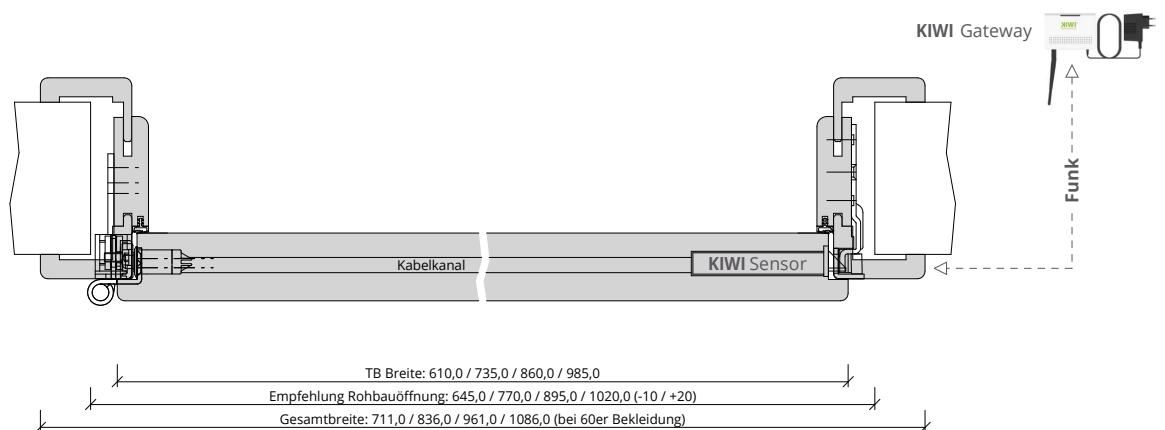 KIWI Gateway
KIWI
Funk
Kabelkanal
KIWI Sensor
TB Breite: 610,0 / 735,0 / 860,0 / 985,0
Empfehlung Rohbauöffnung: 645,0 / 770,0 / 895,0 / 1020,0 (-10 / +20)
Gesamtbreite: 711,0 / 836,0 / 961,0 / 1086,0 (bei 60er Bekleidung)